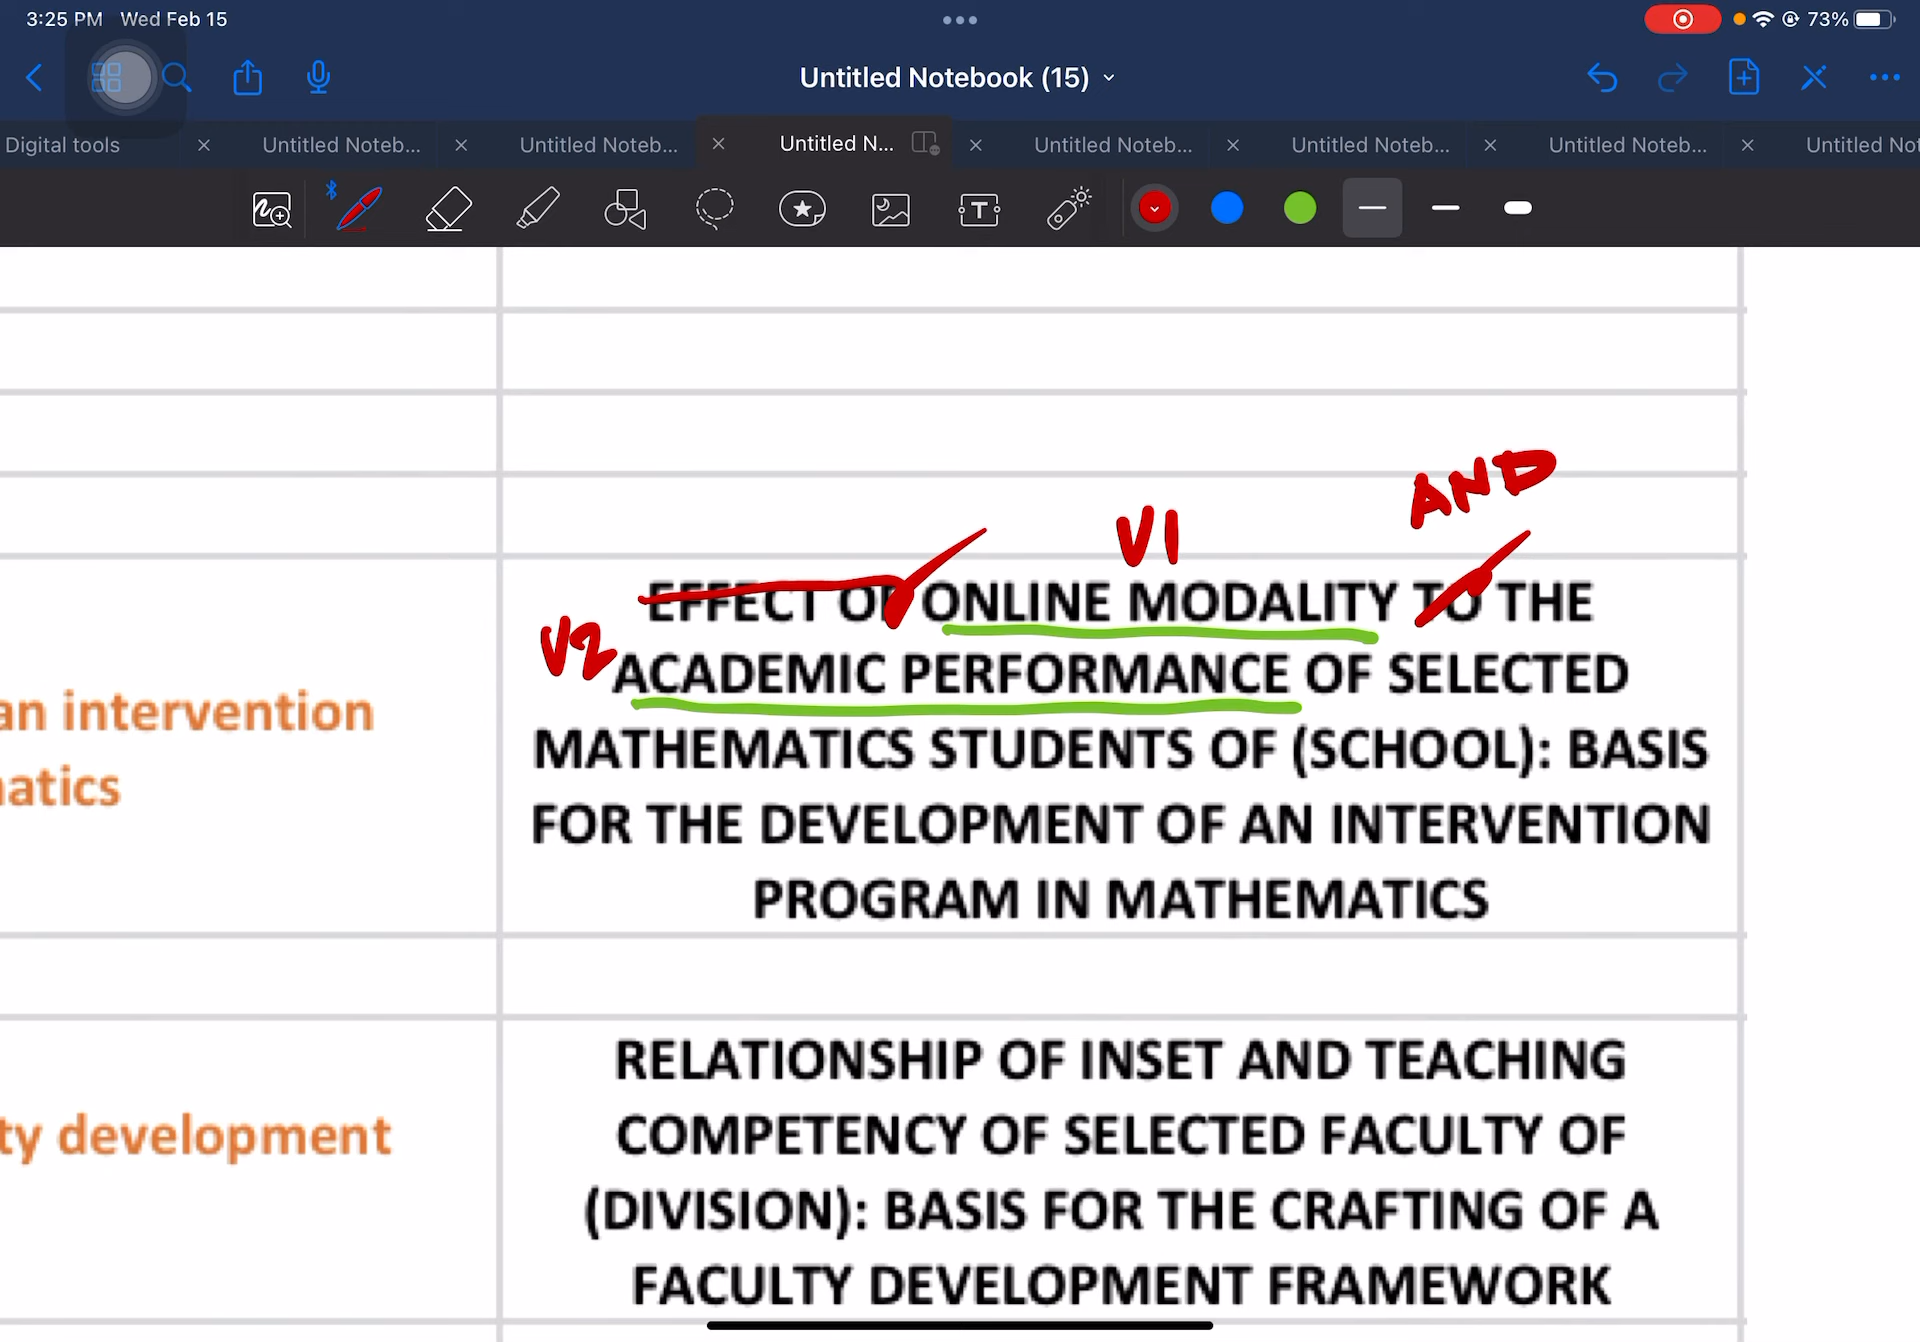 3:25 PM Wed Feb 15
73%
Untitled Notebook (15)
Digital tools
Untitled Noteb...
Untitled Noteb...
Untitled N...
Untitled Noteb...
Untitled Noteb...
Untitled Noteb...
Untitled Not
AND
V1
EFFECT OF ONLINE MODALITY TO THE
V2
ACADEMIC PERFORMANCE OF SELECTED
MATHEMATICS STUDENTS OF (SCHOOL): BASIS
FOR THE DEVELOPMENT OF AN INTERVENTION
PROGRAM IN MATHEMATICS
an intervention
matics
RELATIONSHIP OF INSET AND TEACHING
COMPETENCY OF SELECTED FACULTY OF
(DIVISION): BASIS FOR THE CRAFTING OF A
FACULTY DEVELOPMENT FRAMEWORK
ty development